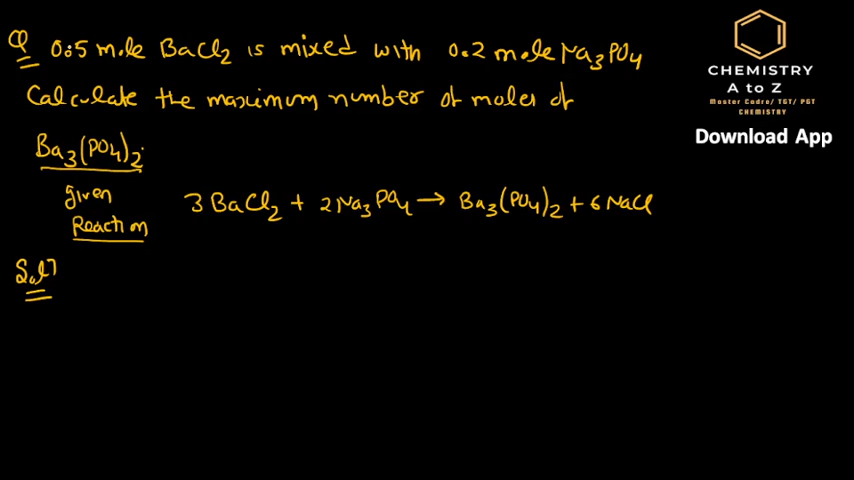 Q 0.5 mole BaCl2 is mixed with 0.2 mole Na3PO4
Calculate the maximum number of moles of
Ba3(PO4)2
given
Reaction
3 BaCl2 + 2 Na3PO4 → Ba3(PO4)2 + 6 NaCl
Sol
CHEMISTRY
A to Z
Master Cadre/ TGT/ PGT
CHEMISTRY
Download App